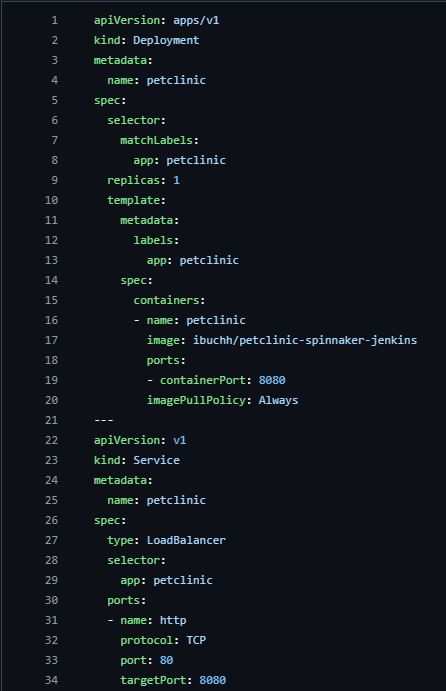 1 apiVersion: apps/v1
2 kind: Deployment
3 metadata:
4   name: petclinic
5 spec:
6   selector:
7     matchLabels:
8       app: petclinic
9   replicas: 1
10   template:
11     metadata:
12       labels:
13         app: petclinic
14     spec:
15       containers:
16       - name: petclinic
17         image: ibuchh/petclinic-spinnaker-jenkins
18         ports:
19         - containerPort: 8080
20         imagePullPolicy: Always
21 ---
22 apiVersion: v1
23 kind: Service
24 metadata:
25   name: petclinic
26 spec:
27   type: LoadBalancer
28   selector:
29     app: petclinic
30   ports:
31   - name: http
32     protocol: TCP
33     port: 80
34     targetPort: 8080